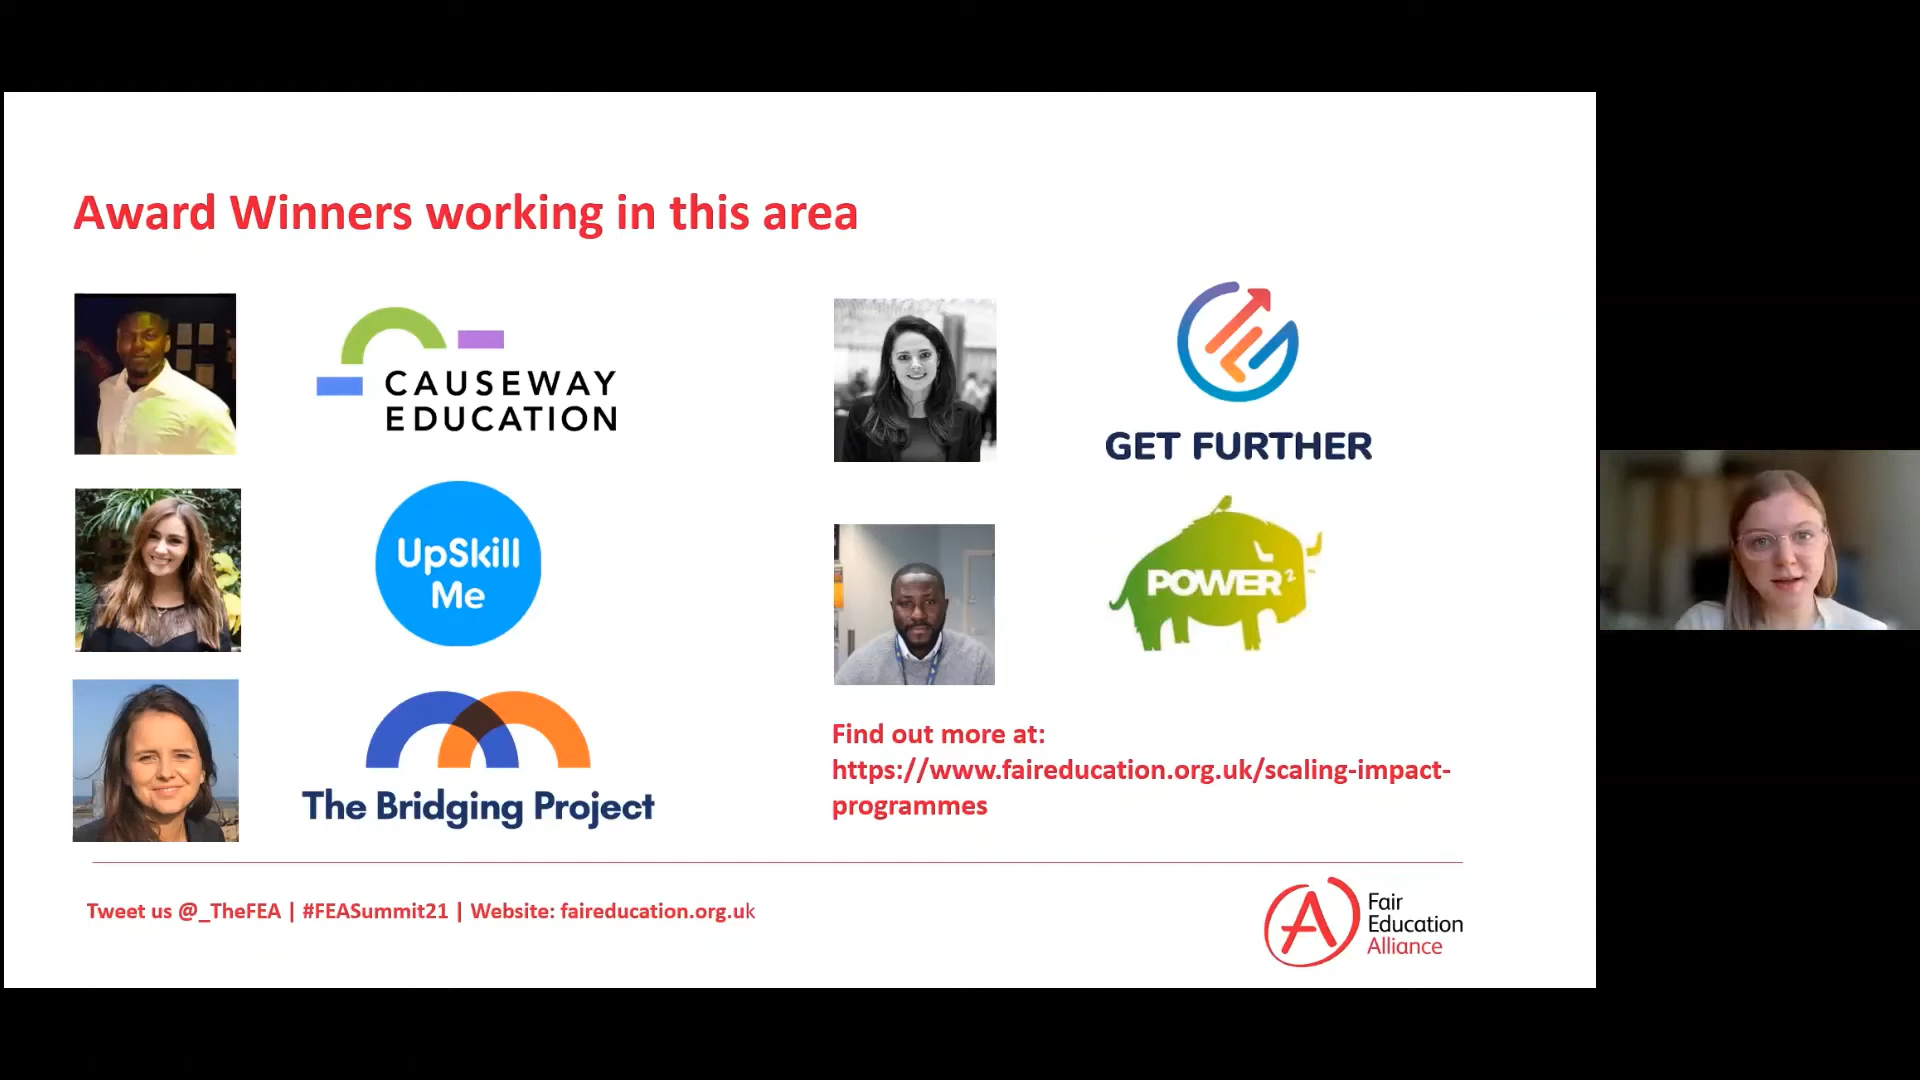 Award Winners working in this area
CAUSEWAY
EDUCATION
UpSkill
Me
The Bridging Project
GET FURTHER
POWER²
Find out more at:
https://www.faireducation.org.uk/scaling-impact-
programmes
Tweet us @_TheFEA | #FEASummit21 | Website: faireducation.org.uk
Fair
Education
Alliance